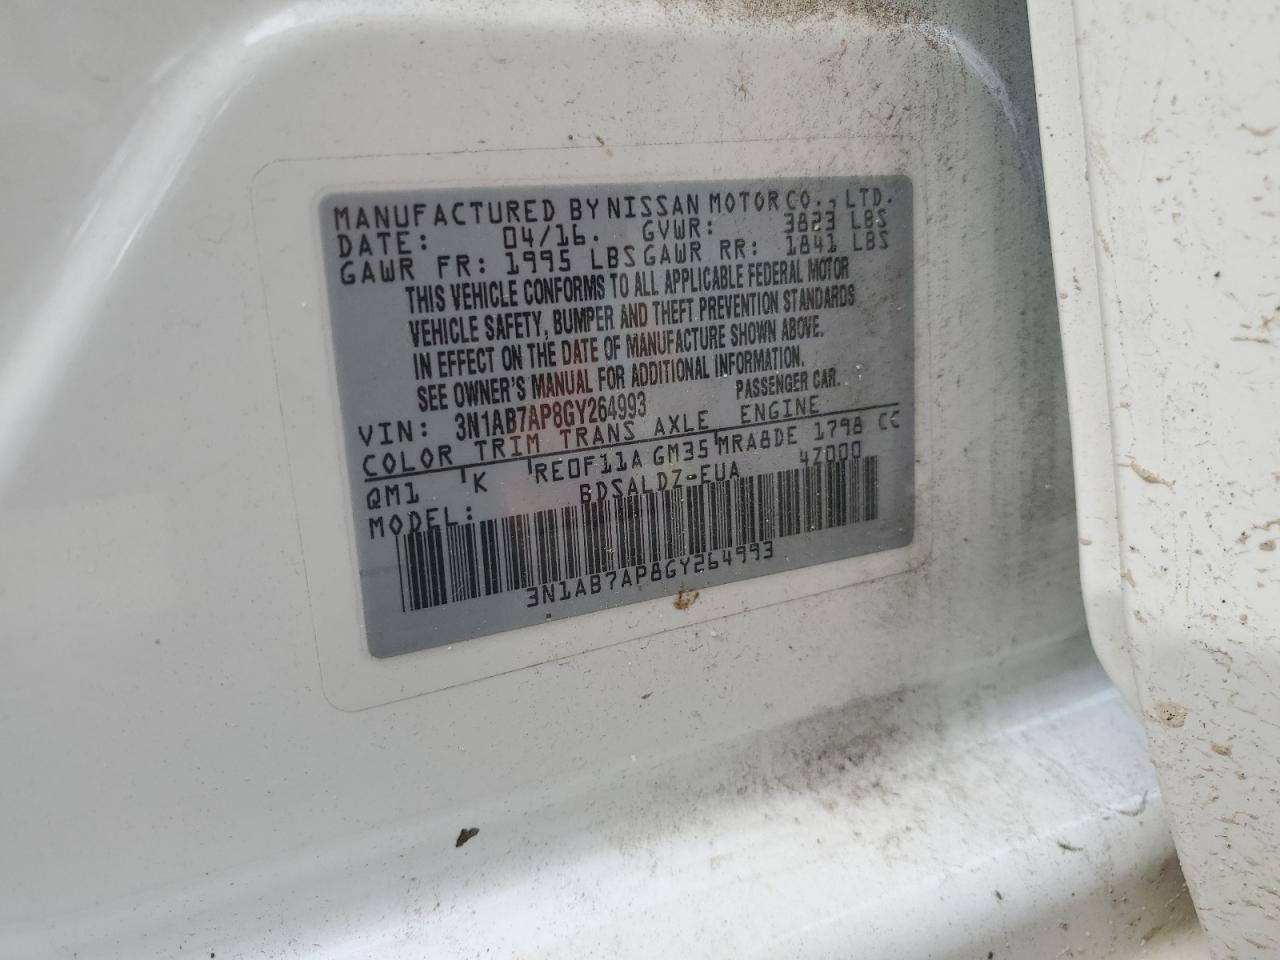 MANUFACTURED BY NISSAN MOTOR CO., LTD.
DATE: 04/16. GVWR: 3823 LBS
GAWR FR: 1995 LBS GAWR RR: 1841 LBS
THIS VEHICLE CONFORMS TO ALL APPLICABLE FEDERAL MOTOR
VEHICLE SAFETY, BUMPER AND THEFT PREVENTION STANDARDS
IN EFFECT ON THE DATE OF MANUFACTURE SHOWN ABOVE.
SEE OWNER'S MANUAL FOR ADDITIONAL INFORMATION.
VIN: 3N1AB7AP8GY264993 PASSENGER CAR.
COLOR TRIM TRANS AXLE ENGINE
QM1 K RE0F11A GM35 MRA8DE 1798 CC
MODEL: BDSALDZ-EUA 4Z000
3N1AB7AP8GY264993